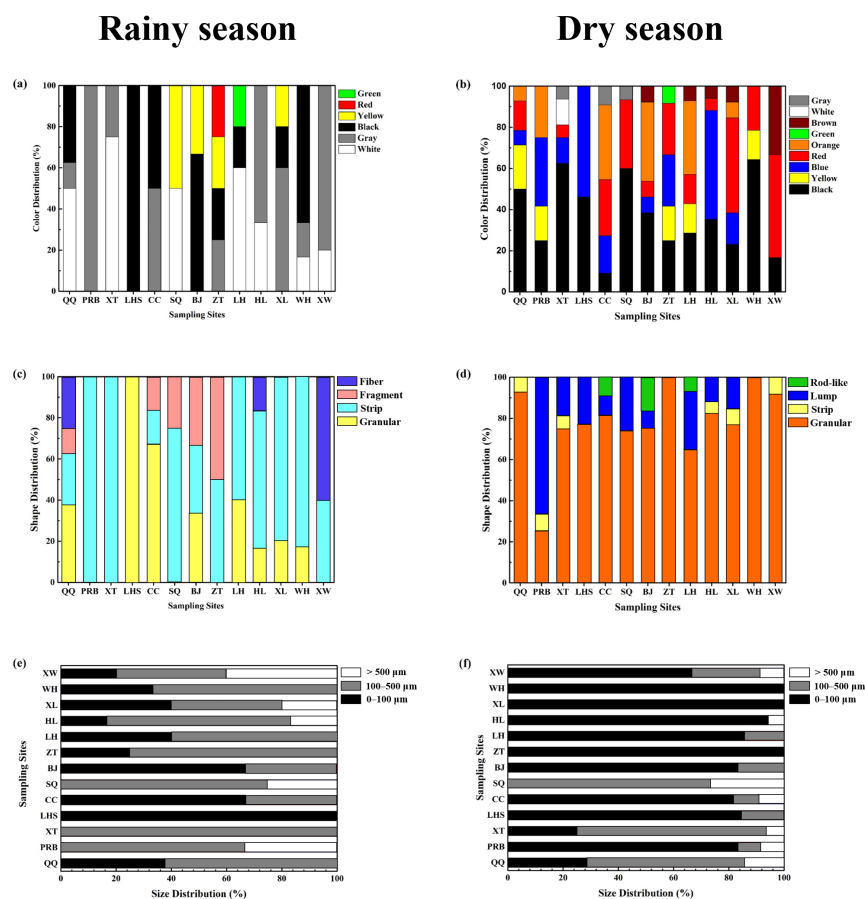 Rainy season
Dry season
(a)
100
80
60
40
20
0
Color Distribution (%)
QQ PRB XT LHS CC SQ BJ ZT LH HL XL WH XW
Sampling Sites
Green
Red
Yellow
Black
Gray
White
(b)
100
80
60
40
20
0
Color Distribution (%)
QQ PRB XT LHS CC SQ BJ ZT LH HL XL WH XW
Sampling Sites
Gray
White
Brown
Green
Orange
Red
Blue
Yellow
Black
(c)
100
80
60
40
20
0
Shape Distribution (%)
QQ PRB XT LHS CC SQ BJ ZT LH HL XL WH XW
Sampling Sites
Fiber
Fragment
Strip
Granular
(d)
100
80
60
40
20
0
Shape Distribution (%)
QQ PRB XT LHS CC SQ BJ ZT LH HL XL WH XW
Sampling Sites
Rod-like
Lump
Strip
Granular
(e)
Sampling Sites
XW
WH
XL
HL
LH
ZT
BJ
SQ
CC
LHS
XT
PRB
QQ
0 20 40 60 80 100
Size Distribution (%)
> 500 μm
100–500 μm
0–100 μm
(f)
Sampling Sites
XW
WH
XL
HL
LH
ZT
BJ
SQ
CC
LHS
XT
PRB
QQ
0 20 40 60 80 100
Size Distribution (%)
> 500 μm
100–500 μm
0–100 μm